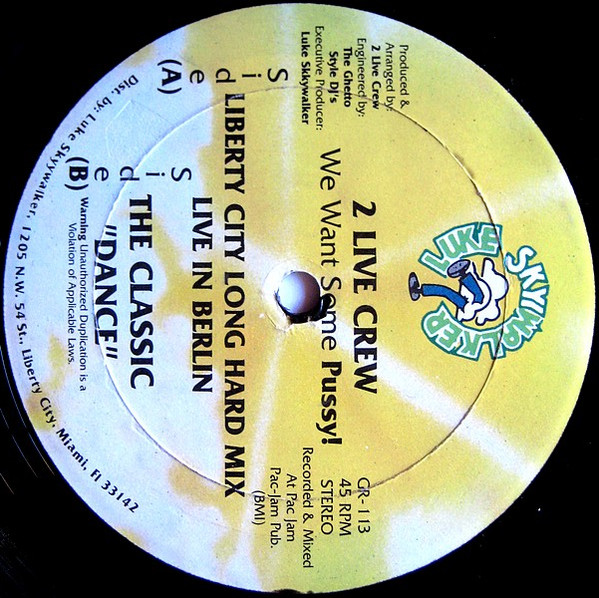 LUKE
SKYYWALKER
2 LIVE CREW
We Want Some Pussy!
Produced &
Arranged by:
2 Live Crew
Engineered by:
The Ghetto
Style DJ's
Executive Producer:
Luke Skkywalker
GR-113
45 RPM
STEREO
Recorded & Mixed
At Pac Jam
Pac-Jam Pub.
(BMI)
Side
(A)
LIBERTY CITY LONG HARD MIX
LIVE IN BERLIN
Side
(B)
THE CLASSIC
"DANCE"
Warning Unauthorized Duplication is a
Violation of Applicable Laws.
Dist. by: Luke Skyywalker, 1205 N.W. 54 St., Liberty City· Miami, Fl 33142